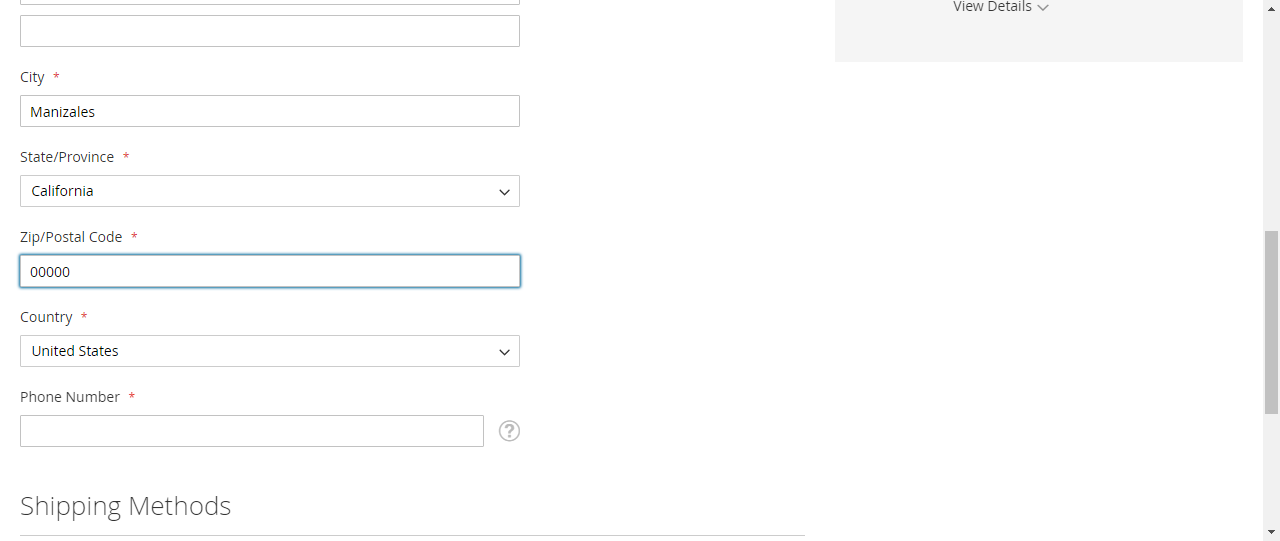 View Details
City *
Manizales
State/Province *
California
Zip/Postal Code *
00000
Country *
United States
Phone Number *
?
Shipping Methods